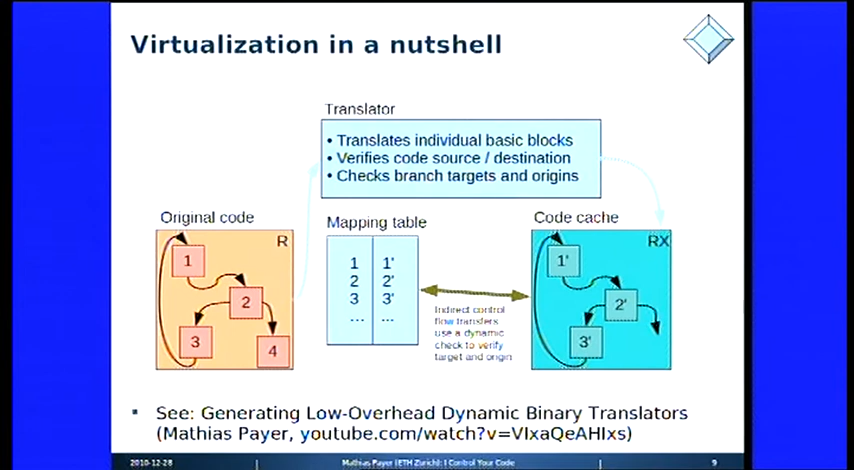 Virtualization in a nutshell
Translator
• Translates individual basic blocks
• Verifies code source / destination
• Checks branch targets and origins
Original code
R
1
2
3
4
Mapping table
1 1'
2 2'
3 3'
... ...
Indirect control
flow transfers
use a dynamic
check to verify
target and origin
Code cache
RX
1'
2'
3'
▪ See: Generating Low-Overhead Dynamic Binary Translators
(Mathias Payer, youtube.com/watch?v=VIxaQeAHIxs)
2010-12-28 Mathias Payer (ETH Zurich): I Control Your Code 9